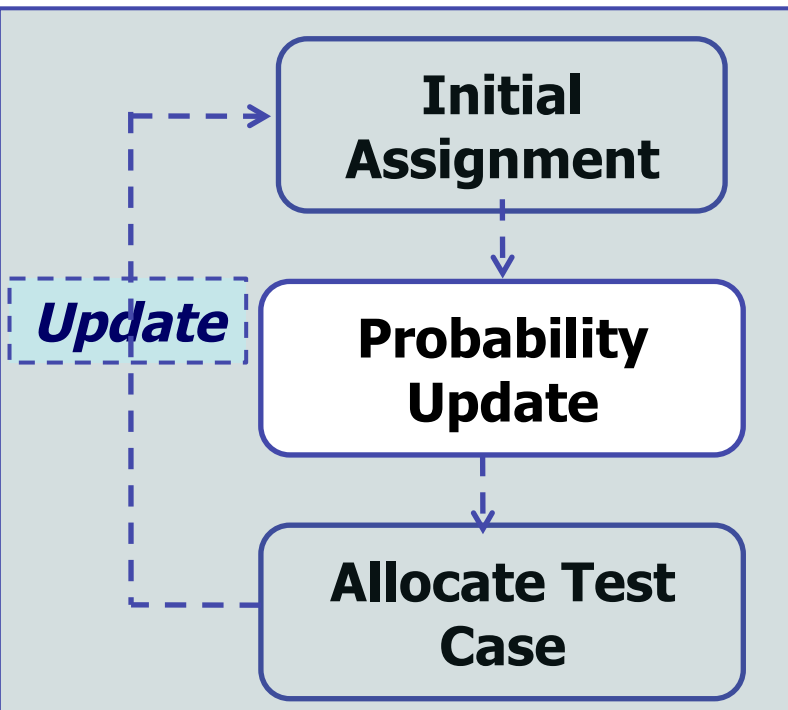 Initial
Assignment
Update
Probability
Update
Allocate Test
Case